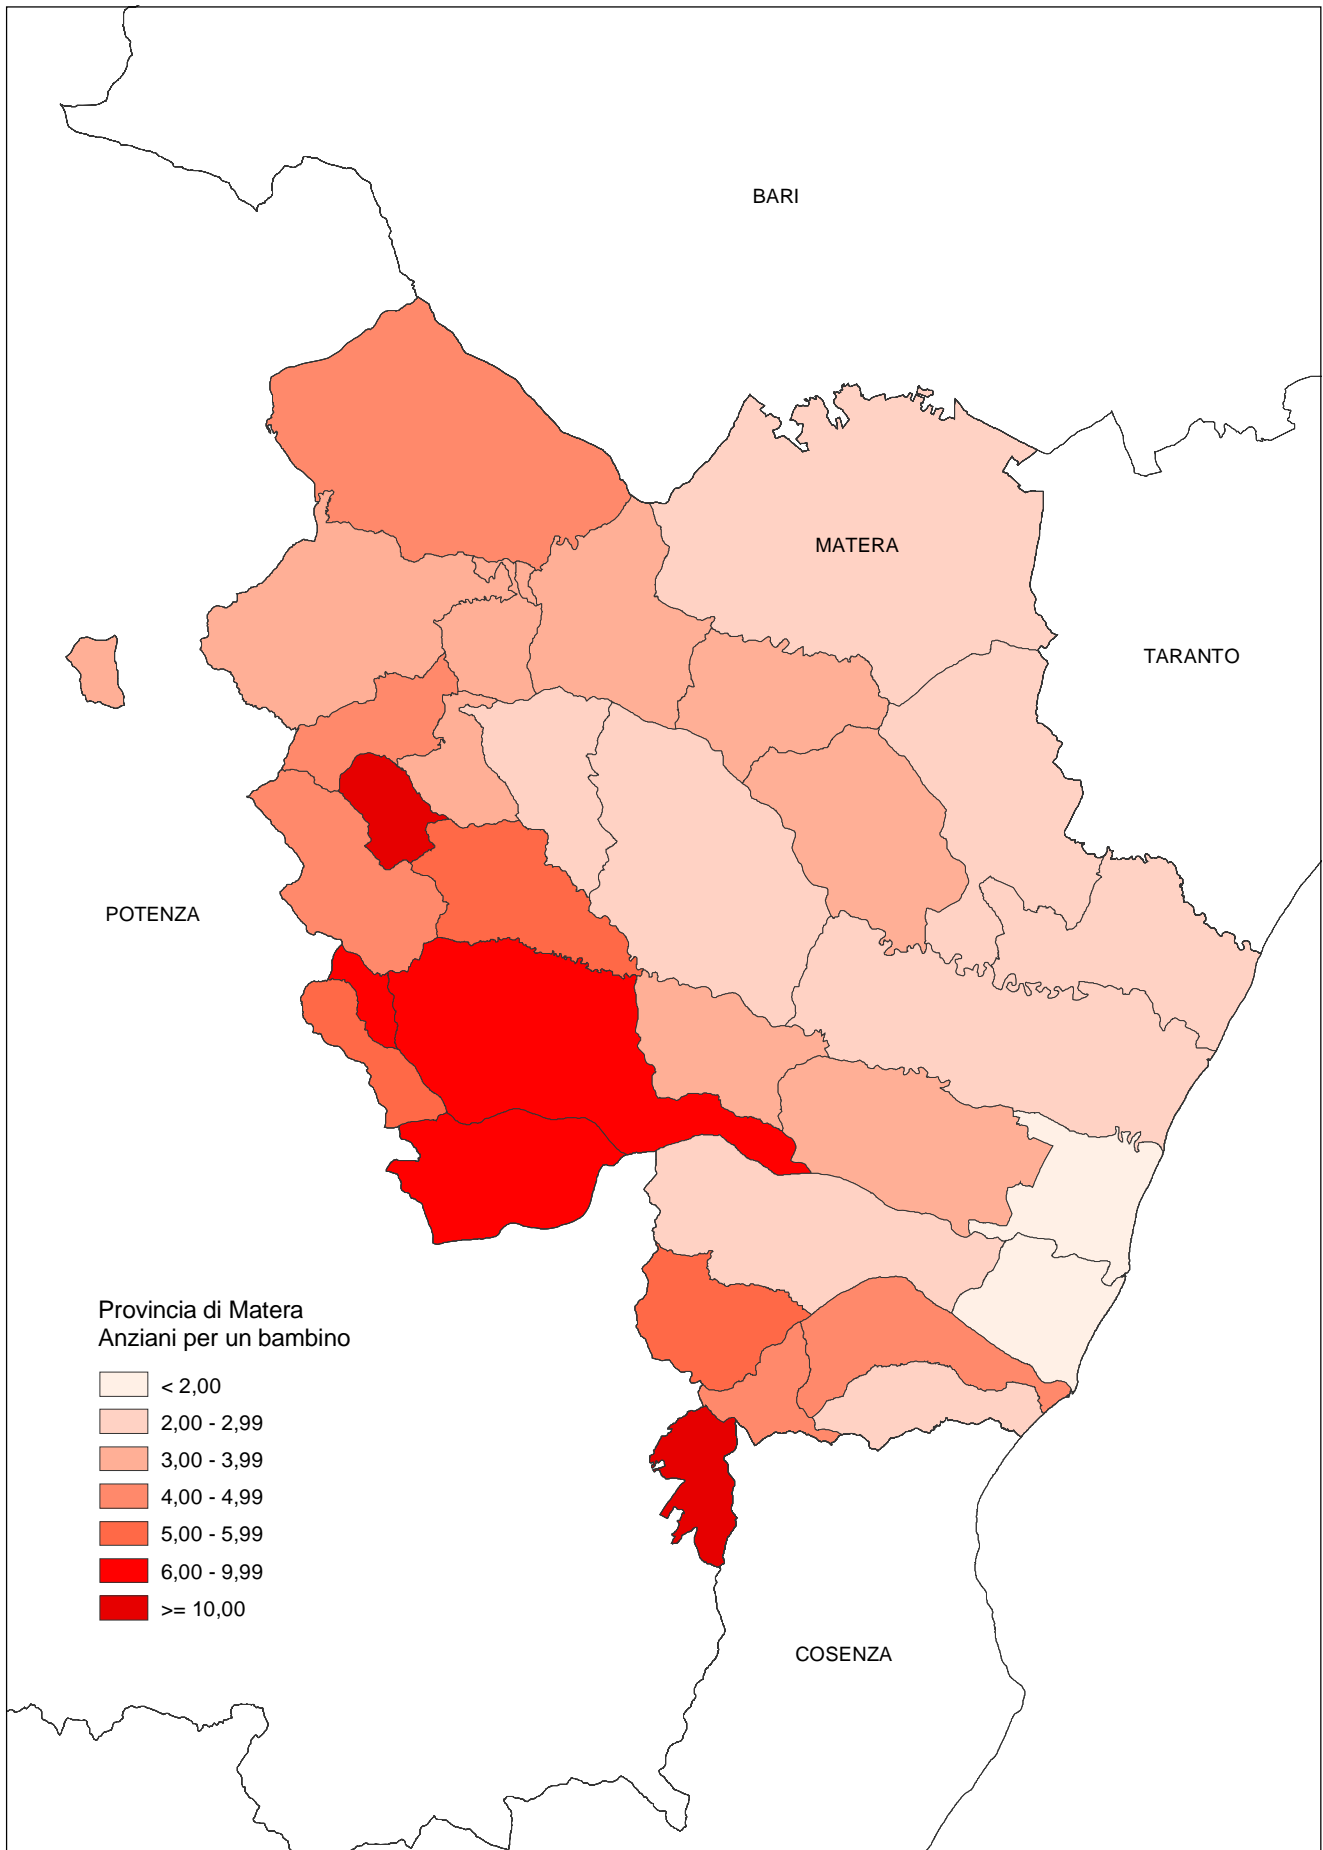 BARI
MATERA
TARANTO
POTENZA
Provincia di Matera
Anziani per un bambino
< 2,00
2,00 - 2,99
3,00 - 3,99
4,00 - 4,99
5,00 - 5,99
6,00 - 9,99
>= 10,00
COSENZA